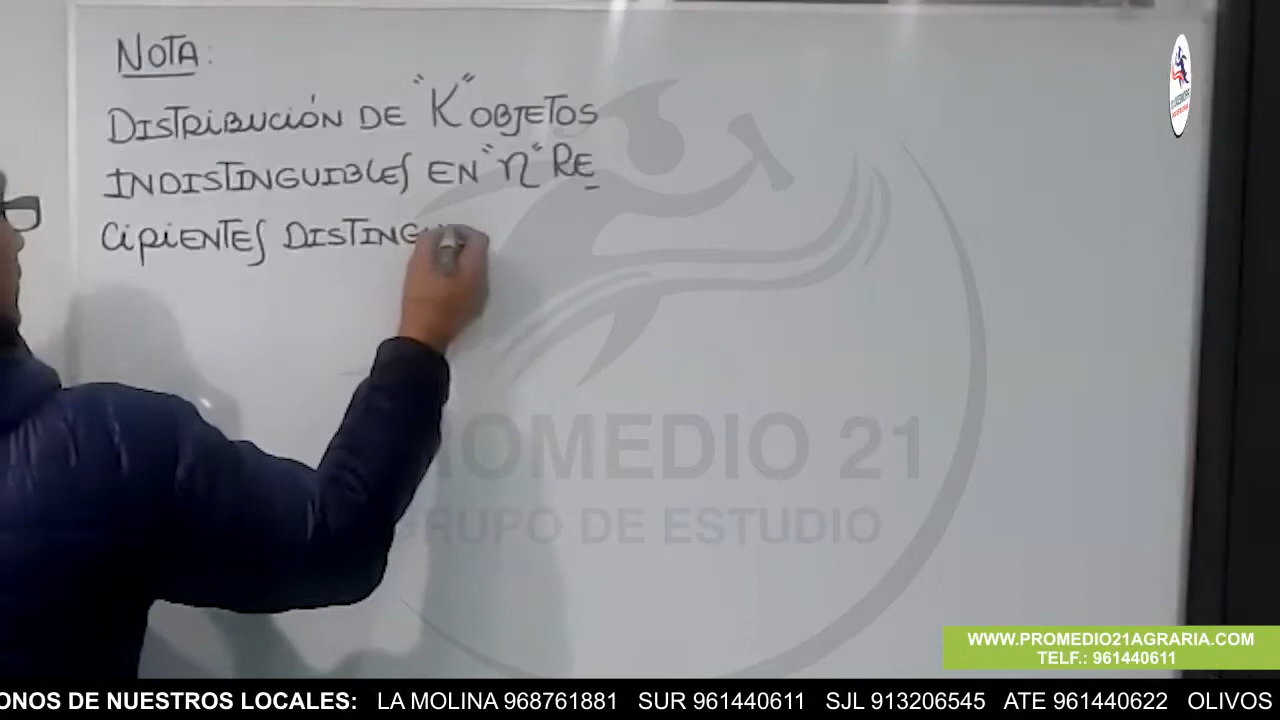 NOTA:
DISTRIBUCIÓN DE "K" OBJETOS
INDISTINGUIBLES EN "n" RE
CIPIENTES DISTING
PROMEDIO 21
GRUPO DE ESTUDIO
WWW.PROMEDIO21AGRARIA.COM
TELF.: 961440611
ONOS DE NUESTROS LOCALES: LA MOLINA 968761881 SUR 961440611 SJL 913206545 ATE 961440622 OLIVOS